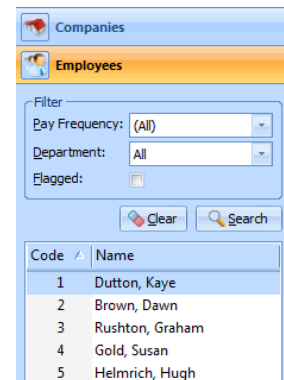 Companies
Employees
Filter
Pay Frequency: (All)
Department: All
Flagged:
Clear Search
Code Name
1 Dutton, Kaye
2 Brown, Dawn
3 Rushton, Graham
4 Gold, Susan
5 Helmrich, Hugh